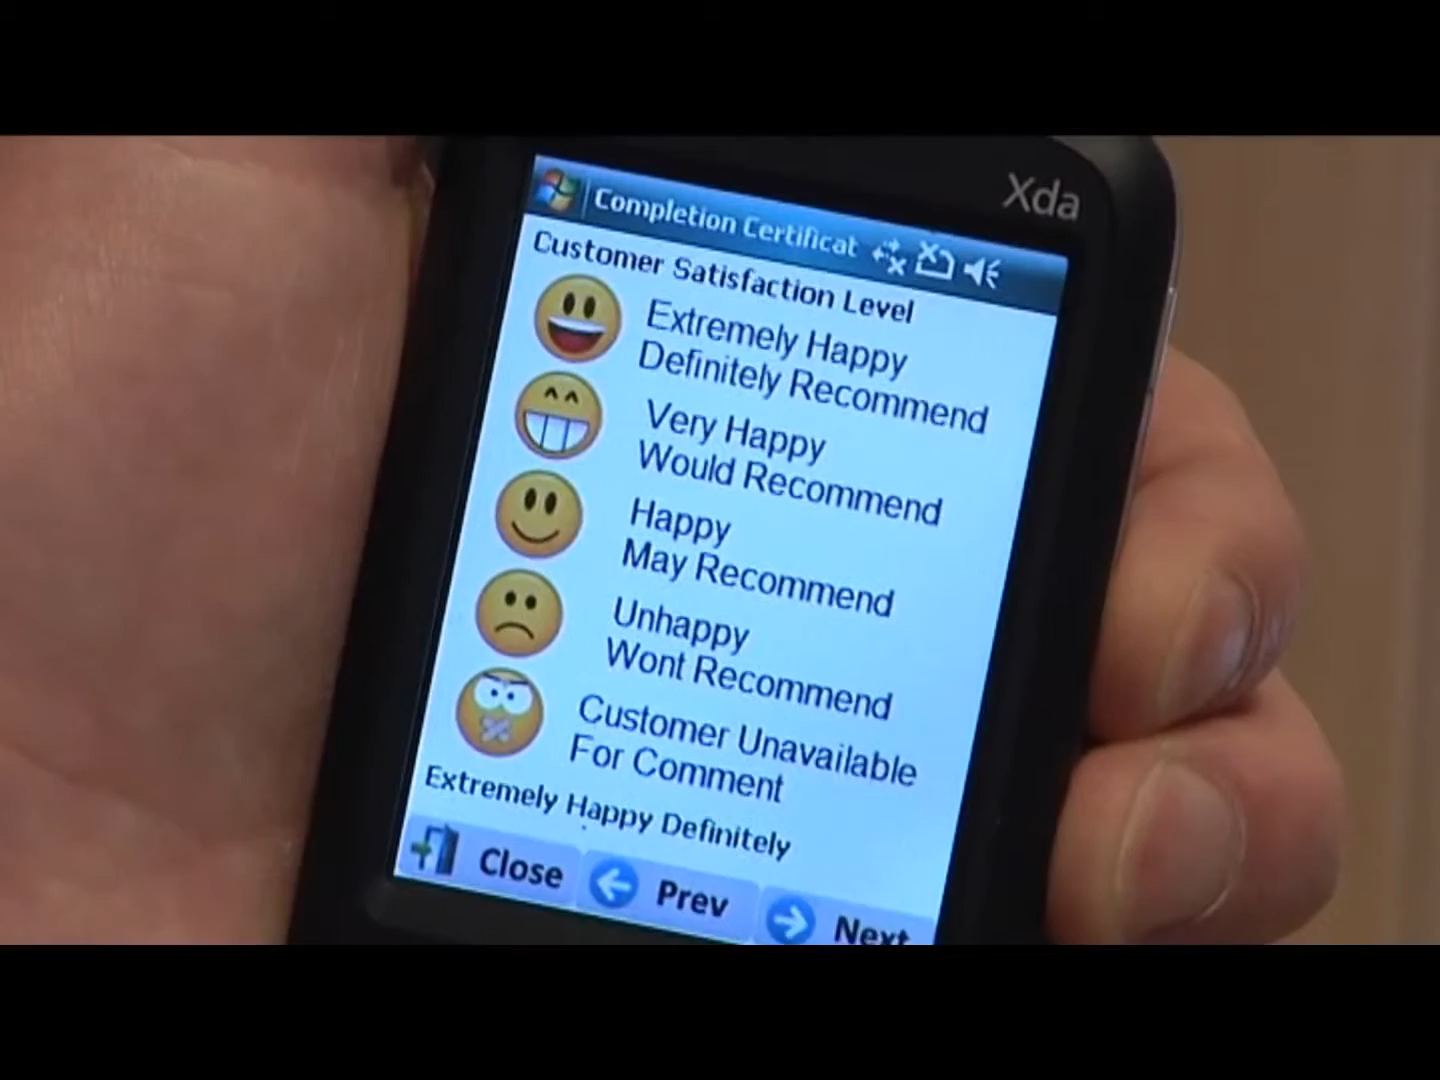 Xda
Completion Certificat
Customer Satisfaction Level
Extremely Happy
Definitely Recommend
Very Happy
Would Recommend
Happy
May Recommend
Unhappy
Wont Recommend
Customer Unavailable
For Comment
Extremely Happy Definitely
Close
Prev
Next